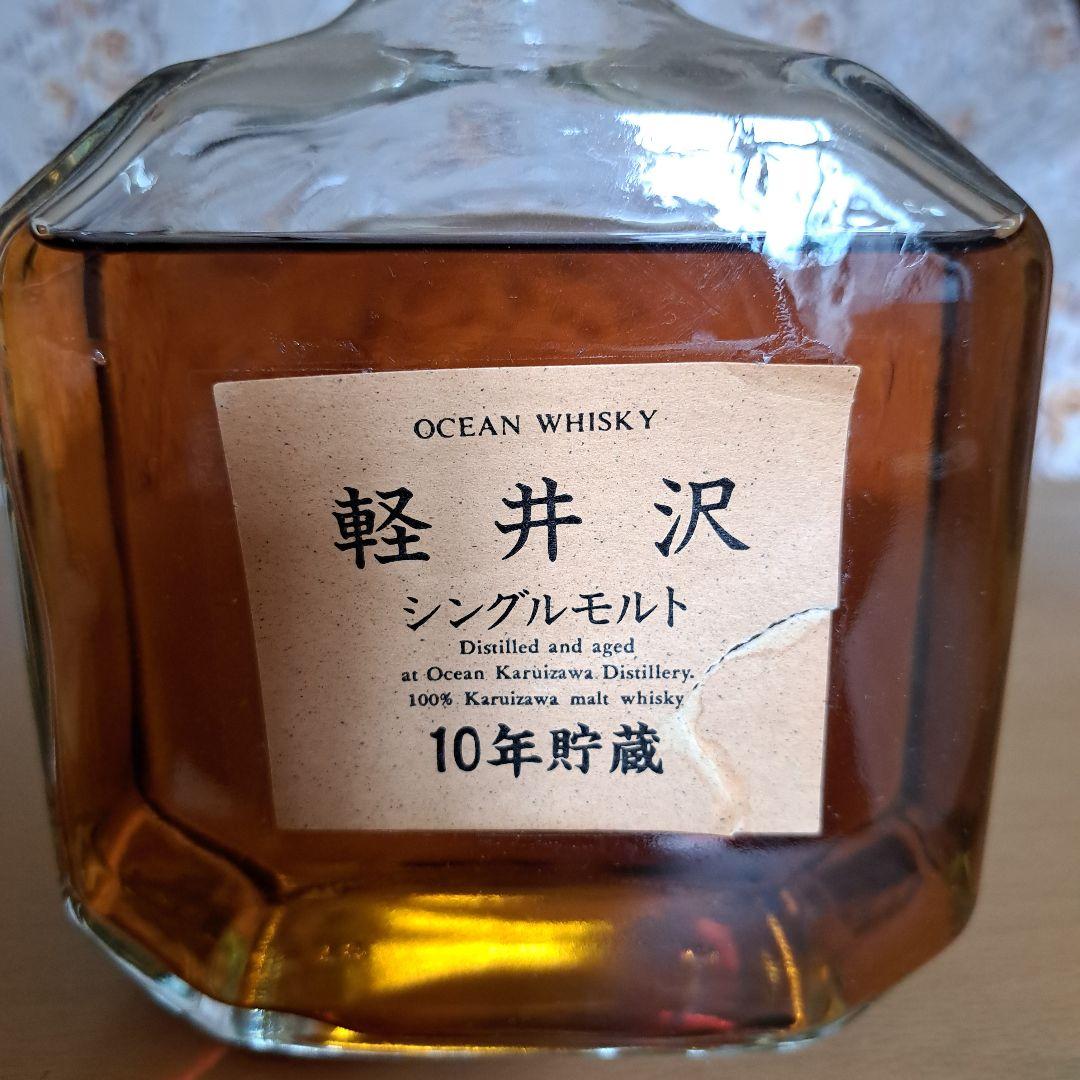 OCEAN WHISKY
軽井沢
シングルモルト
Distilled and aged
at Ocean Karuizawa Distillery.
100% Karuizawa malt whisky
10年貯蔵